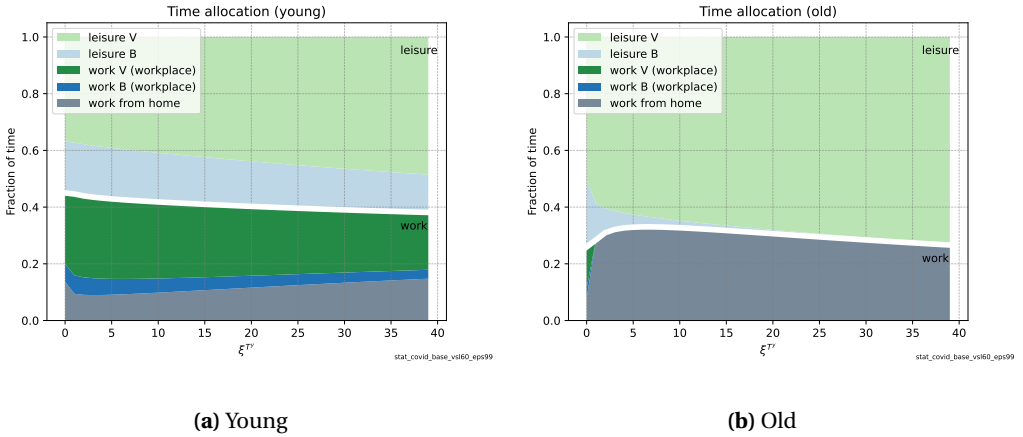 Time allocation (young)
leisure V
leisure B
work V (workplace)
work B (workplace)
work from home
leisure
work
1.0
0.8
0.6
0.4
0.2
0.0
Fraction of time
0 5 10 15 20 25 30 35 40
ξ^{T^y}
stat_covid_base_vsl60_eps99
(a) Young
Time allocation (old)
leisure V
leisure B
work V (workplace)
work B (workplace)
work from home
leisure
work
1.0
0.8
0.6
0.4
0.2
0.0
Fraction of time
0 5 10 15 20 25 30 35 40
ξ^{T^y}
stat_covid_base_vsl60_eps99
(b) Old